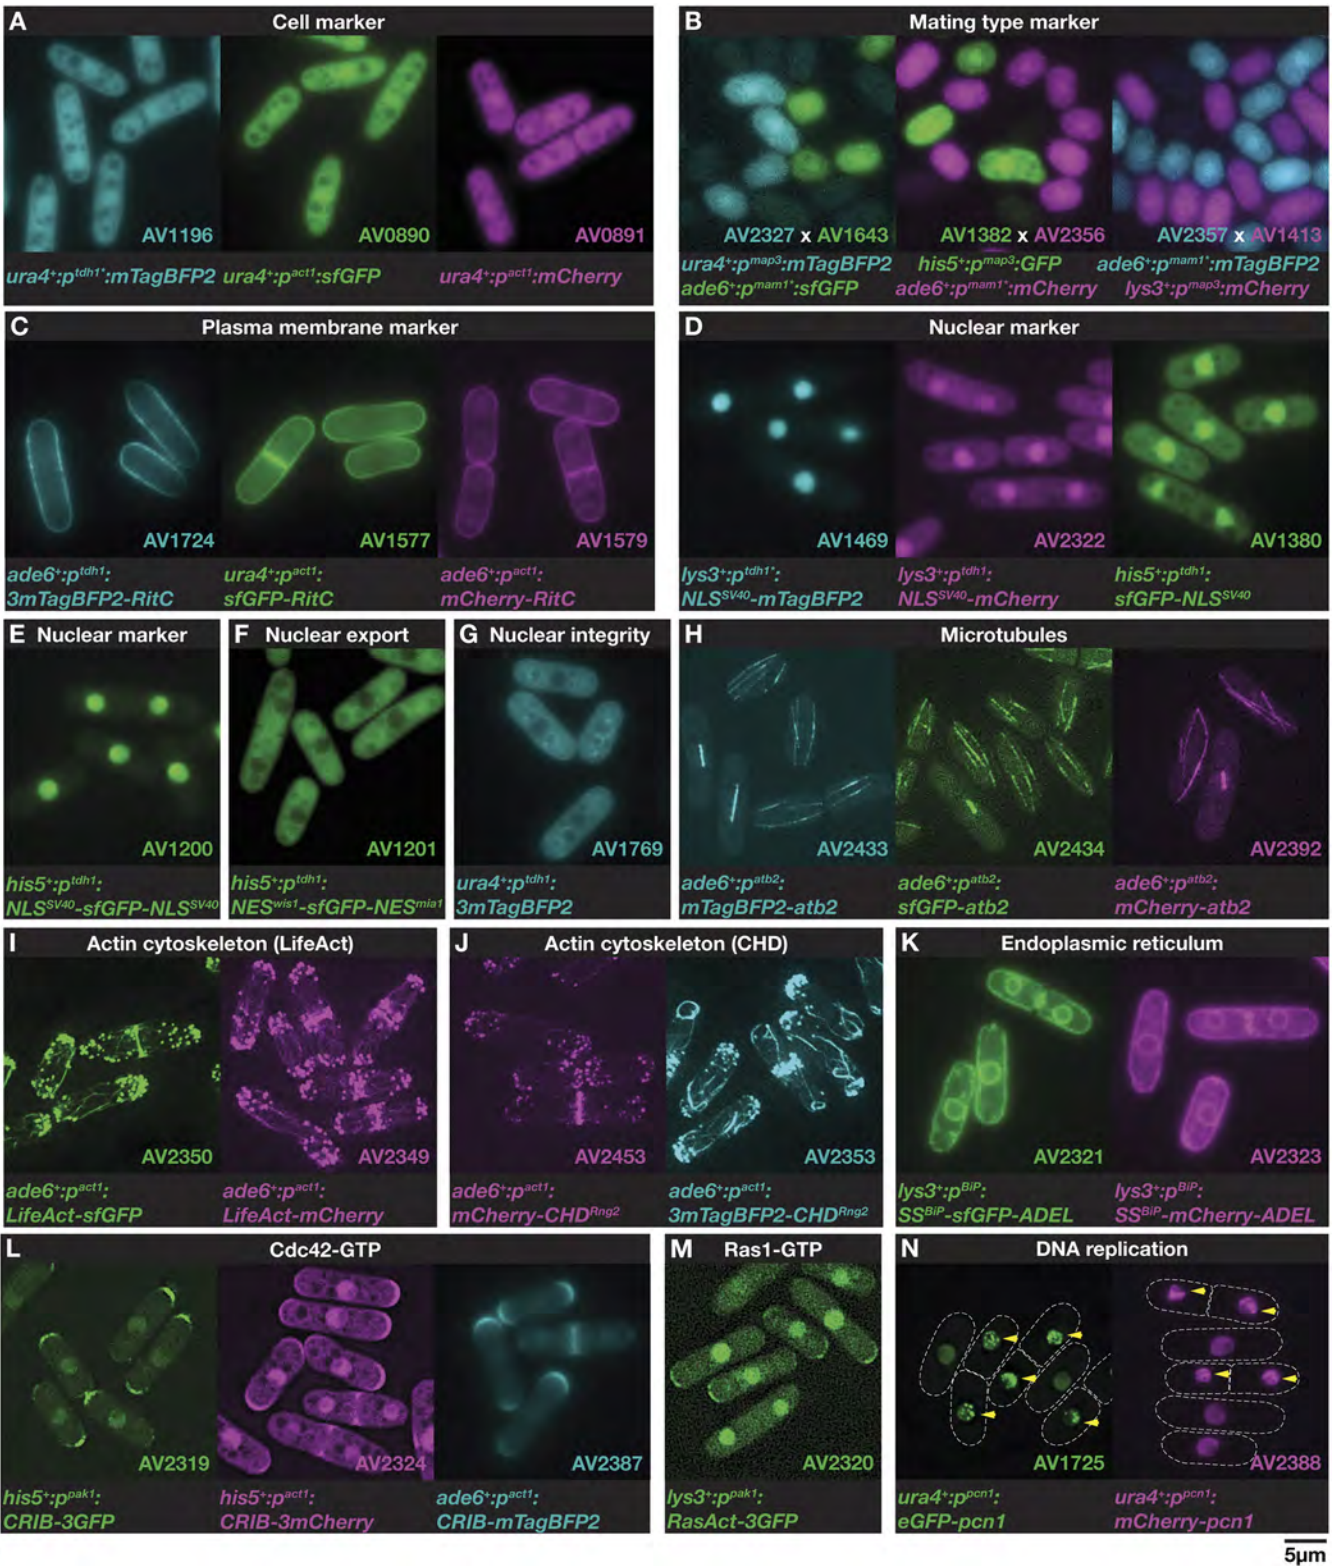 A Cell marker
AV1196 AV0890 AV0891
ura4⁺:pᵗᵈʰ¹*:mTagBFP2 ura4⁺:pᵃᶜᵗ¹:sfGFP ura4⁺:pᵃᶜᵗ¹:mCherry
B Mating type marker
AV2327 x AV1643 AV1382 x AV2356 AV2357 x AV1413
ura4⁺:pᵐᵃᵖ³:mTagBFP2 his5⁺:pᵐᵃᵖ³:GFP ade6⁺:pᵐᵃᵐ¹*:mTagBFP2
ade6⁺:pᵐᵃᵐ¹*:sfGFP ade6⁺:pᵐᵃᵐ¹*:mCherry lys3⁺:pᵐᵃᵖ³:mCherry
C Plasma membrane marker
AV1724 AV1577 AV1579
ade6⁺:pᵗᵈʰ¹: ura4⁺:pᵃᶜᵗ¹: ade6⁺:pᵃᶜᵗ¹:
3mTagBFP2-RitC sfGFP-RitC mCherry-RitC
D Nuclear marker
AV1469 AV2322 AV1380
lys3⁺:pᵗᵈʰ¹*: lys3⁺:pᵗᵈʰ¹: his5⁺:pᵗᵈʰ¹:
NLSˢⱽ⁴⁰-mTagBFP2 NLSˢⱽ⁴⁰-mCherry sfGFP-NLSˢⱽ⁴⁰
E Nuclear marker
AV1200
his5⁺:pᵗᵈʰ¹:
NLSˢⱽ⁴⁰-sfGFP-NLSˢⱽ⁴⁰
F Nuclear export
AV1201
his5⁺:pᵗᵈʰ¹:
NESʷⁱˢ¹-sfGFP-NESᵐⁱᵃ¹
G Nuclear integrity
AV1769
ura4⁺:pᵗᵈʰ¹:
3mTagBFP2
H Microtubules
AV2433 AV2434 AV2392
ade6⁺:pᵃᵗᵇ²: ade6⁺:pᵃᵗᵇ²: ade6⁺:pᵃᵗᵇ²:
mTagBFP2-atb2 sfGFP-atb2 mCherry-atb2
I Actin cytoskeleton (LifeAct)
AV2350 AV2349
ade6⁺:pᵃᶜᵗ¹: ade6⁺:pᵃᶜᵗ¹:
LifeAct-sfGFP LifeAct-mCherry
J Actin cytoskeleton (CHD)
AV2453 AV2353
ade6⁺:pᵃᶜᵗ¹: ade6⁺:pᵃᶜᵗ¹:
mCherry-CHDᴿⁿᵍ² 3mTagBFP2-CHDᴿⁿᵍ²
K Endoplasmic reticulum
AV2321 AV2323
lys3⁺:pᴮⁱᴾ: lys3⁺:pᴮⁱᴾ:
SSᴮⁱᴾ-sfGFP-ADEL SSᴮⁱᴾ-mCherry-ADEL
L Cdc42-GTP
AV2319 AV2324 AV2387
his5⁺:pᵖᵃᵏ¹: his5⁺:pᵃᶜᵗ¹: ade6⁺:pᵃᶜᵗ¹:
CRIB-3GFP CRIB-3mCherry CRIB-mTagBFP2
M Ras1-GTP
AV2320
lys3⁺:pᵖᵃᵏ¹:
RasAct-3GFP
N DNA replication
AV1725 AV2388
ura4⁺:pᵖᶜⁿ¹: ura4⁺:pᵖᶜⁿ¹:
eGFP-pcn1 mCherry-pcn1
5µm